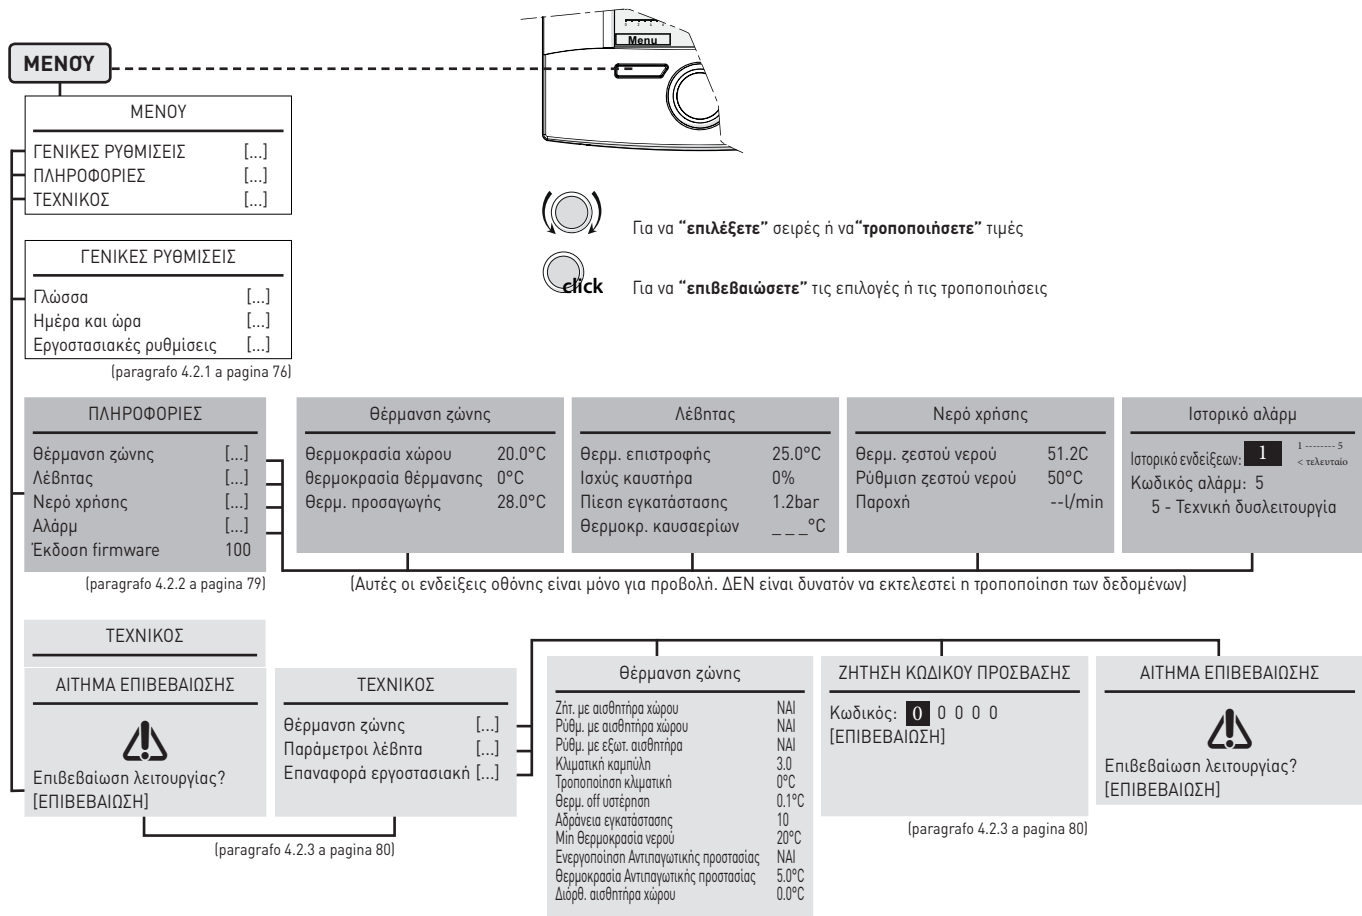 Menu
ΜΕΝΟΎ
ΜΕΝΟΥ
ΓΕΝΙΚΕΣ ΡΥΘΜΙΣΕΙΣ [...]
ΠΛΗΡΟΦΟΡΙΕΣ [...]
ΤΕΧΝΙΚΟΣ [...]
Για να “επιλέξετε” σειρές ή να“τροποποιήσετε” τιμές
click
Για να “επιβεβαιώσετε” τις επιλογές ή τις τροποποιήσεις
ΓΕΝΙΚΕΣ ΡΥΘΜΙΣΕΙΣ
Γλώσσα [...]
Ημέρα και ώρα [...]
Εργοστασιακές ρυθμίσεις [...]
(paragrafo 4.2.1 a pagina 76)
ΠΛΗΡΟΦΟΡΙΕΣ
Θέρμανση ζώνης [...]
Λέβητας [...]
Νερό χρήσης [...]
Αλάρμ [...]
Έκδοση firmware 100
(paragrafo 4.2.2 a pagina 79)
Θέρμανση ζώνης
Θερμοκρασία χώρου 20.0°C
Θερμοκρασία θέρμανσης 0°C
Θερμ. προσαγωγής 28.0°C
Λέβητας
Θερμ. επιστροφής 25.0°C
Ισχύς καυστήρα 0%
Πίεση εγκατάστασης 1.2bar
Θερμοκρ. καυσαερίων _ _ _°C
Νερό χρήσης
Θερμ. ζεστού νερού 51.2C
Ρύθμιση ζεστού νερού 50°C
Παροχή --l/min
Ιστορικό αλάρμ
Ιστορικό ενδείξεων: 1 1 -------- 5
< τελευταίο
Κωδικός αλάρμ: 5
5 - Τεχνική δυσλειτουργία
(Αυτές οι ενδείξεις οθόνης είναι μόνο για προβολή. ΔΕΝ είναι δυνατόν να εκτελεστεί η τροποποίηση των δεδομένων)
ΤΕΧΝΙΚΟΣ
ΑΙΤΗΜΑ ΕΠΙΒΕΒΑΙΩΣΗΣ
Επιβεβαίωση λειτουργίας?
[ΕΠΙΒΕΒΑΙΩΣΗ]
ΤΕΧΝΙΚΟΣ
Θέρμανση ζώνης [...]
Παράμετροι λέβητα [...]
Επαναφορά εργοστασιακή [...]
(paragrafo 4.2.3 a pagina 80)
Θέρμανση ζώνης
Ζήτ. με αισθητήρα χώρου ΝΑΙ
Ρύθμ. με αισθητήρα χώρου ΝΑΙ
Ρύθμ. με εξωτ. αισθητήρα ΝΑΙ
Κλιματική καμπύλη 3.0
Τροποποίηση κλιματική 0°C
Θερμ. off υστέρηση 0.1°C
Αδράνεια εγκατάστασης 10
Min Θερμοκρασία νερού 20°C
Ενεργοποίηση Αντιπαγωτικής προστασίας ΝΑΙ
Θερμοκρασία Αντιπαγωτικής προστασίας 5.0°C
Διόρθ. αισθητήρα χώρου 0.0°C
ΖΗΤΗΣΗ ΚΩΔΙΚΟΥ ΠΡΟΣΒΑΣΗΣ
Κωδικός: 0 0 0 0 0
[ΕΠΙΒΕΒΑΙΩΣΗ]
(paragrafo 4.2.3 a pagina 80)
ΑΙΤΗΜΑ ΕΠΙΒΕΒΑΙΩΣΗΣ
Επιβεβαίωση λειτουργίας?
[ΕΠΙΒΕΒΑΙΩΣΗ]